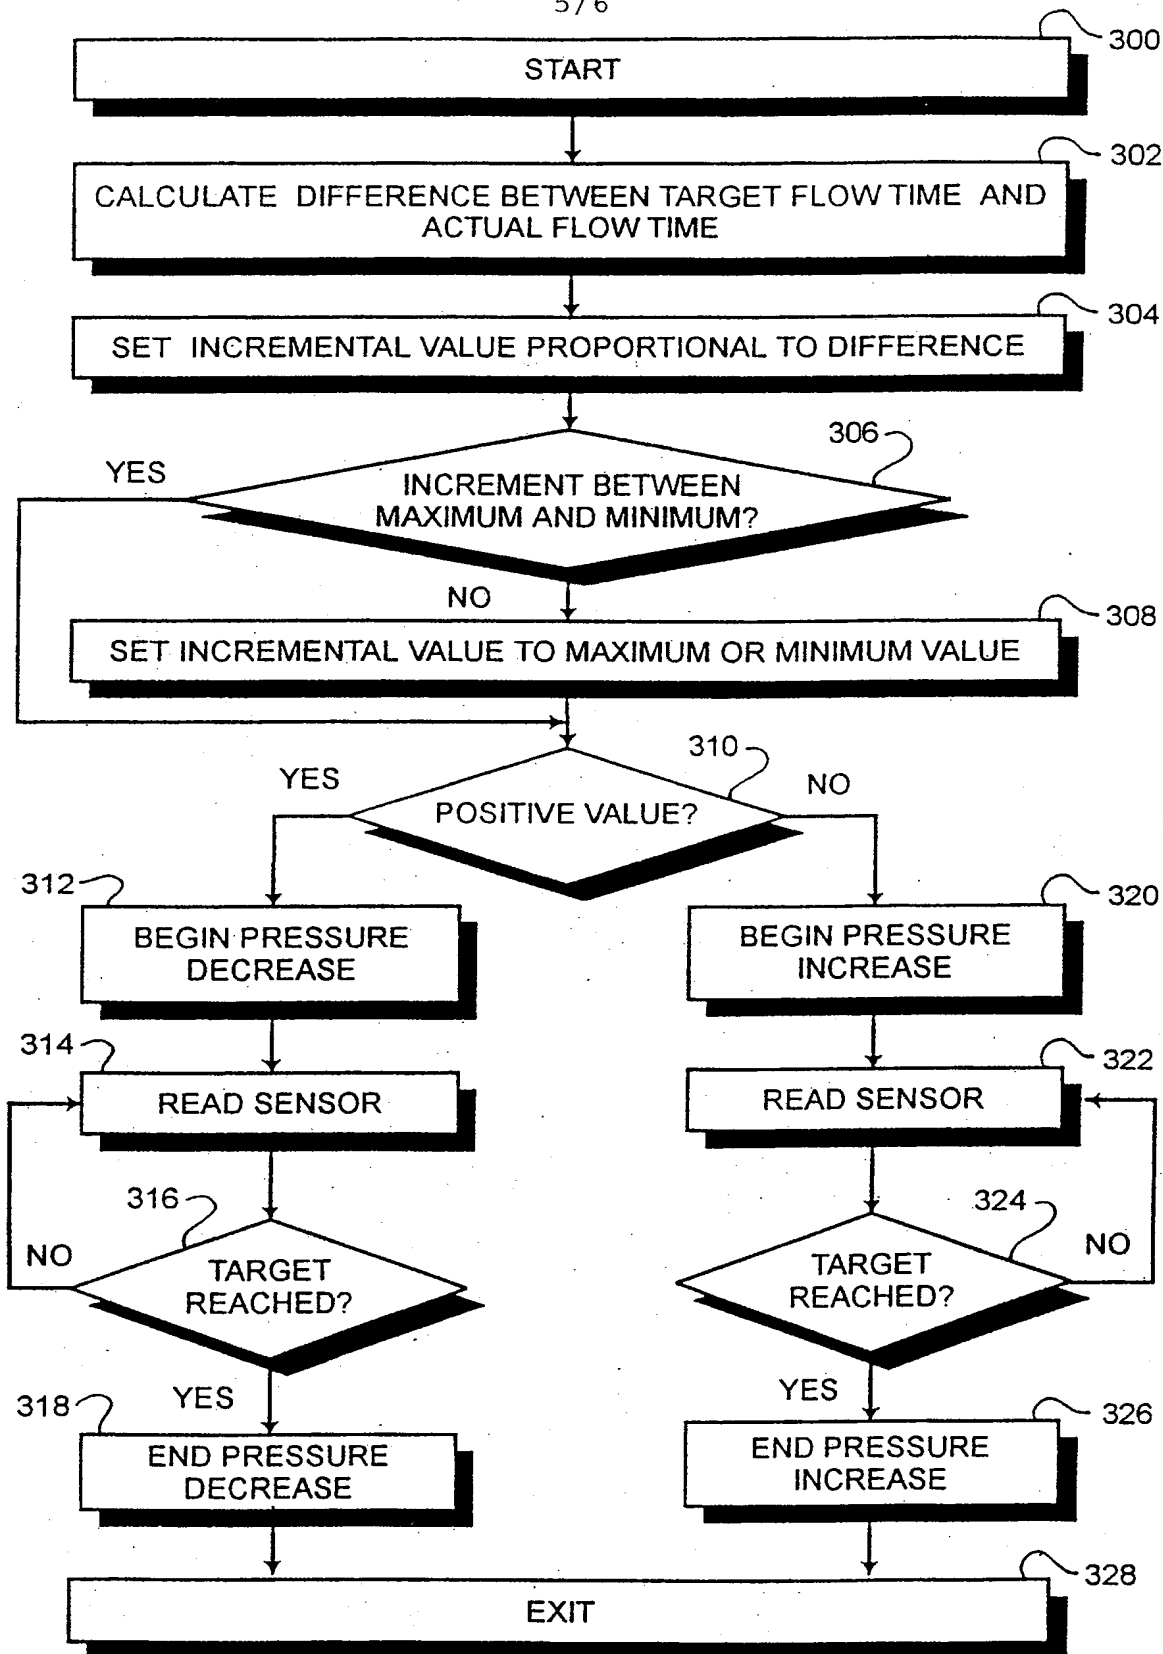 5/6
300
START
302
CALCULATE DIFFERENCE BETWEEN TARGET FLOW TIME AND
ACTUAL FLOW TIME
304
SET INCREMENTAL VALUE PROPORTIONAL TO DIFFERENCE
306
YES
INCREMENT BETWEEN
MAXIMUM AND MINIMUM?
NO
308
SET INCREMENTAL VALUE TO MAXIMUM OR MINIMUM VALUE
310
YES
NO
POSITIVE VALUE?
312
320
BEGIN PRESSURE
DECREASE
BEGIN PRESSURE
INCREASE
314
322
READ SENSOR
READ SENSOR
316
324
NO
NO
TARGET
REACHED?
TARGET
REACHED?
YES
YES
318
326
END PRESSURE
DECREASE
END PRESSURE
INCREASE
328
EXIT